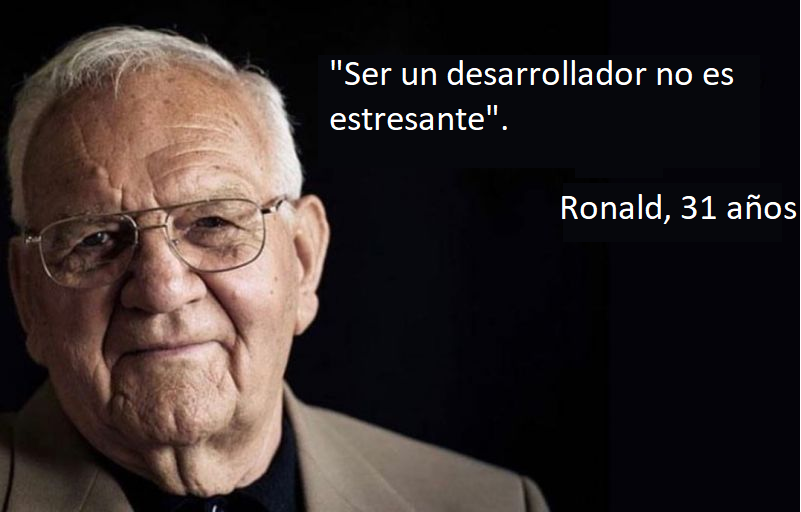 "Ser un desarrollador no es
estresante".
Ronald, 31 años